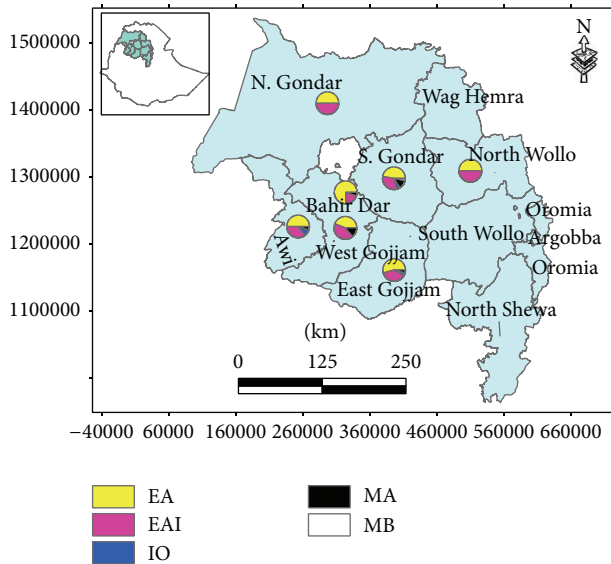 1500000
1400000
1300000
1200000
1100000
N
N. Gondar
Wag Hemra
S. Gondar
North Wollo
Bahir Dar
Oromia
South Wollo
Argobba
Awi.
West Gojjam
Oromia
East Gojjam
North Shewa
(km)
0 125 250
−40000 60000 160000 260000 360000 460000 560000 660000
EA
EAI
IO
MA
MB